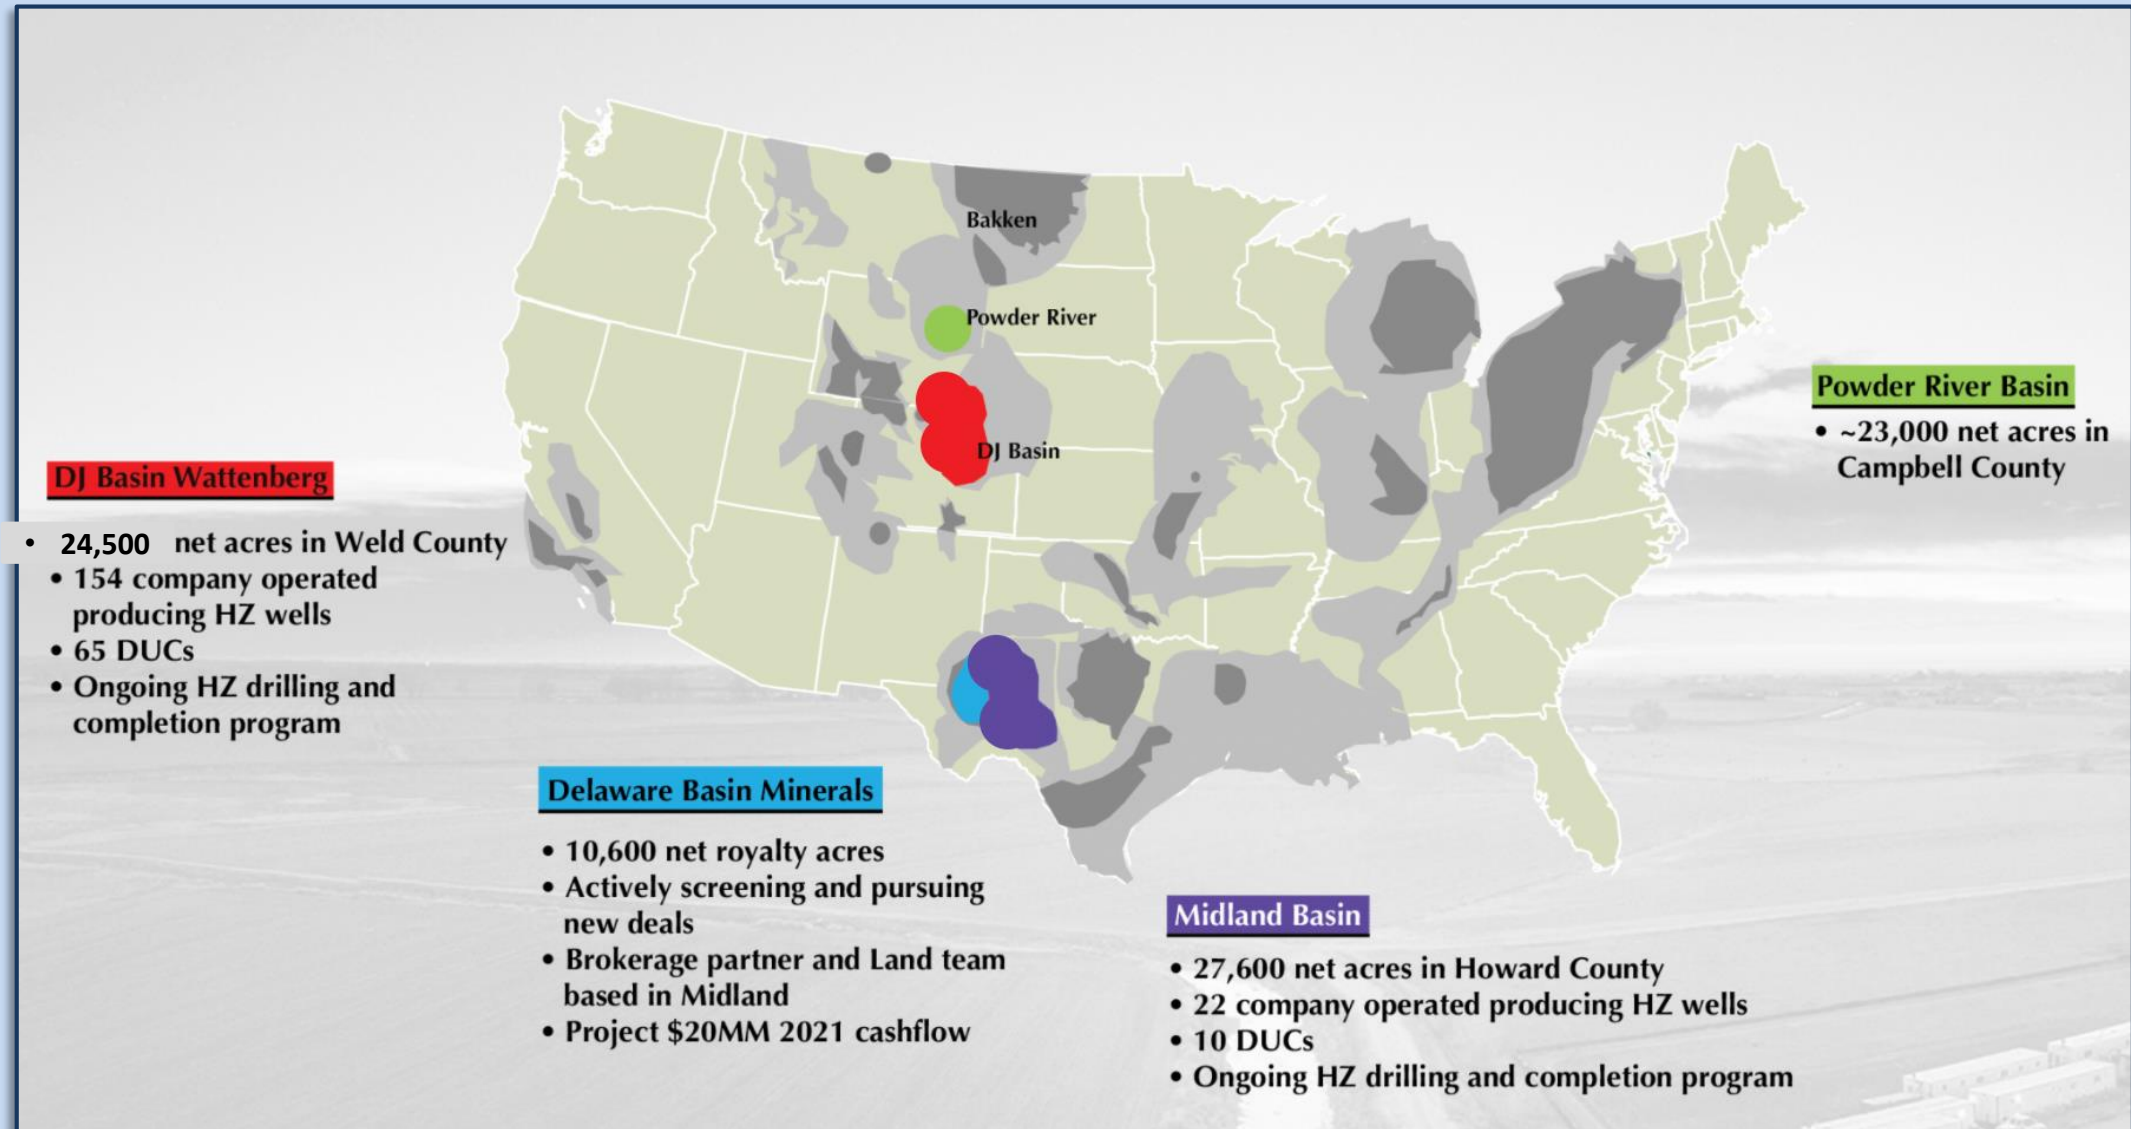 Bakken
Powder River
DJ Basin
DJ Basin Wattenberg
• 24,500 net acres in Weld County
• 154 company operated
producing HZ wells
• 65 DUCs
• Ongoing HZ drilling and
completion program
Powder River Basin
• ~23,000 net acres in
Campbell County
Delaware Basin Minerals
• 10,600 net royalty acres
• Actively screening and pursuing
new deals
• Brokerage partner and Land team
based in Midland
• Project $20MM 2021 cashflow
Midland Basin
• 27,600 net acres in Howard County
• 22 company operated producing HZ wells
• 10 DUCs
• Ongoing HZ drilling and completion program